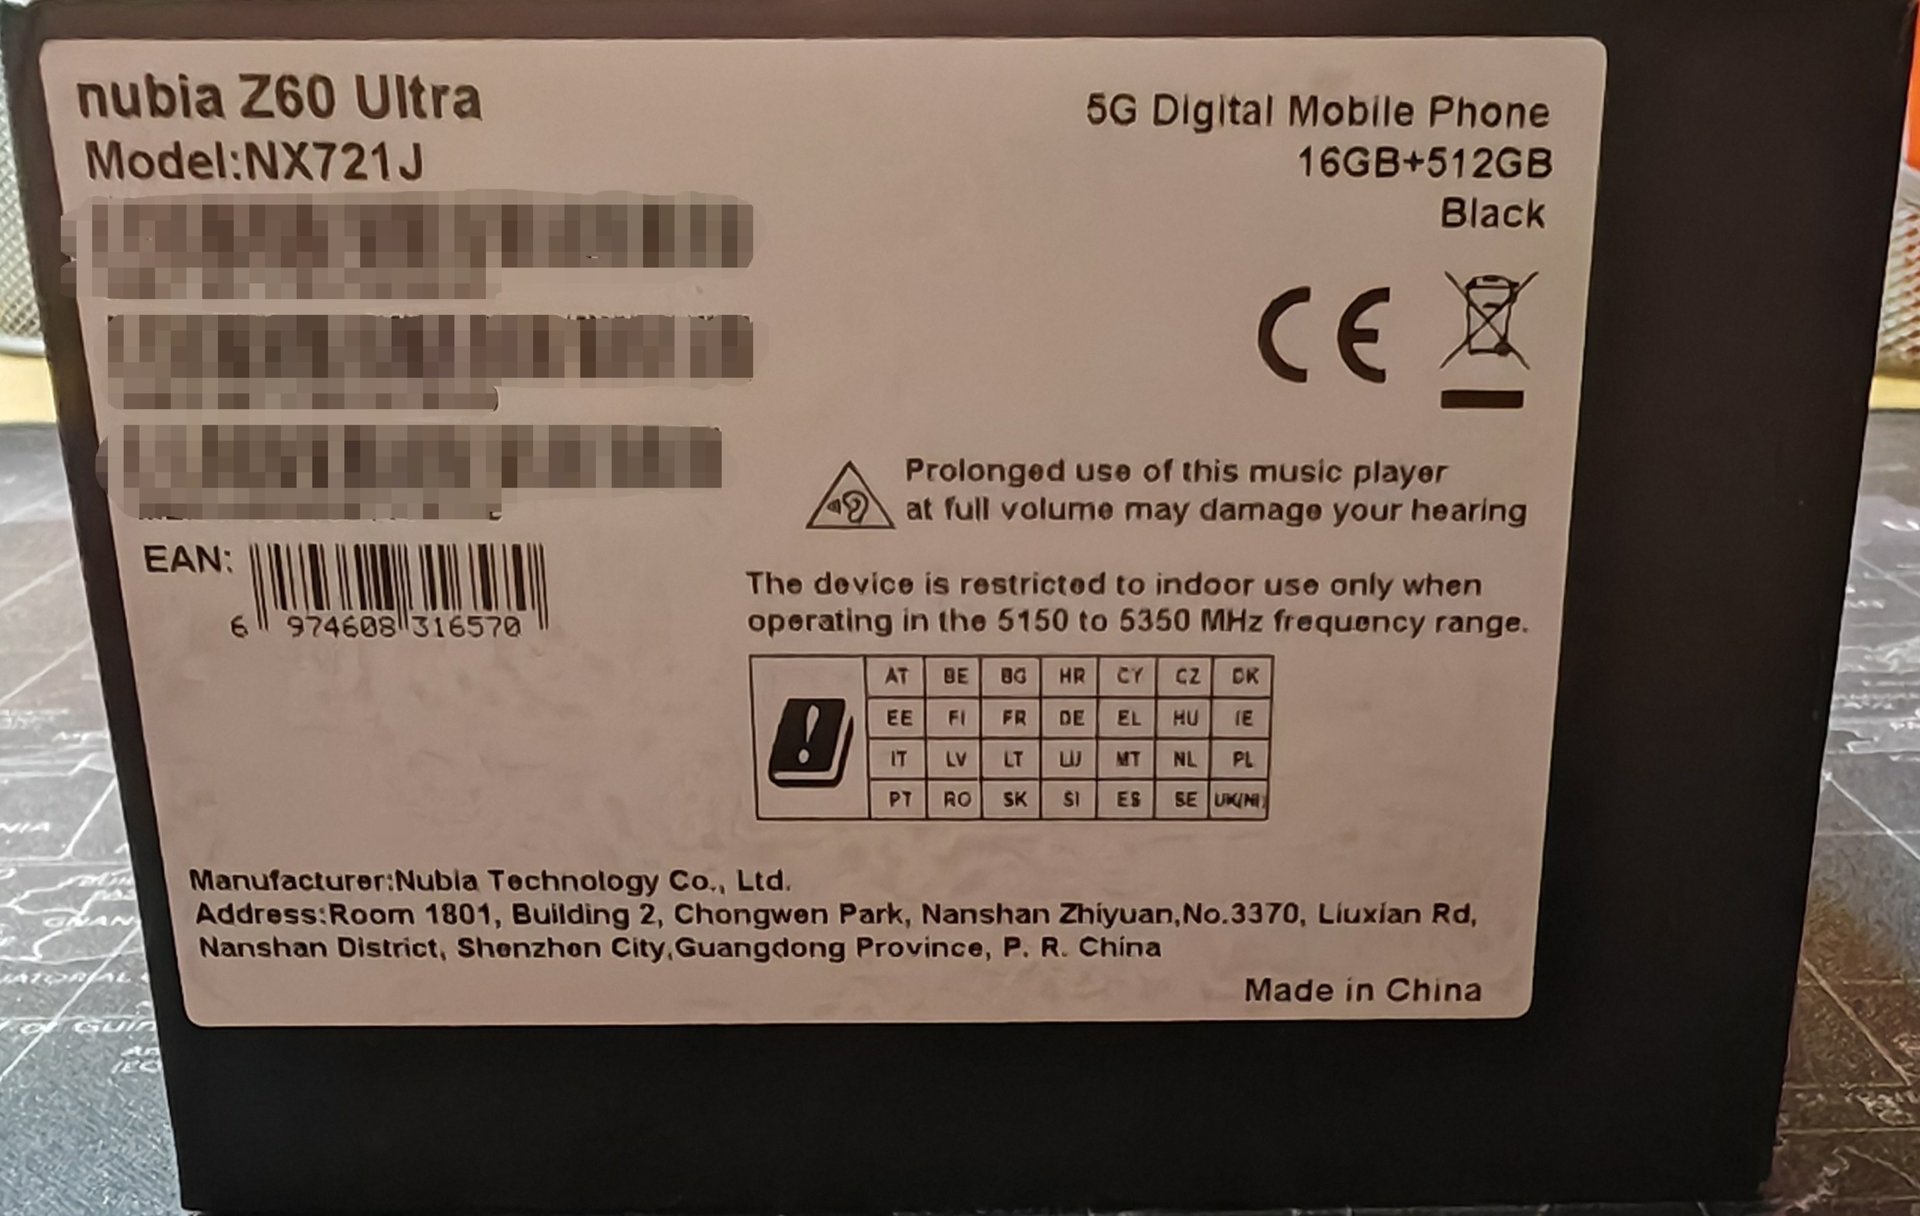 nubia Z60 Ultra
Model:NX721J
5G Digital Mobile Phone
16GB+512GB
Black
CE
Prolonged use of this music player
at full volume may damage your hearing
EAN:
6 974608 316570
The device is restricted to indoor use only when
operating in the 5150 to 5350 MHz frequency range.
AT BE BG HR CY CZ DK
EE FI FR DE EL HU IE
IT LV LT LU MT NL PL
PT RO SK SI ES SE UK(NI)
Manufacturer:Nubia Technology Co., Ltd.
Address:Room 1801, Building 2, Chongwen Park, Nanshan Zhiyuan,No.3370, Liuxian Rd,
Nanshan District, Shenzhen City,Guangdong Province, P. R. China
Made in China